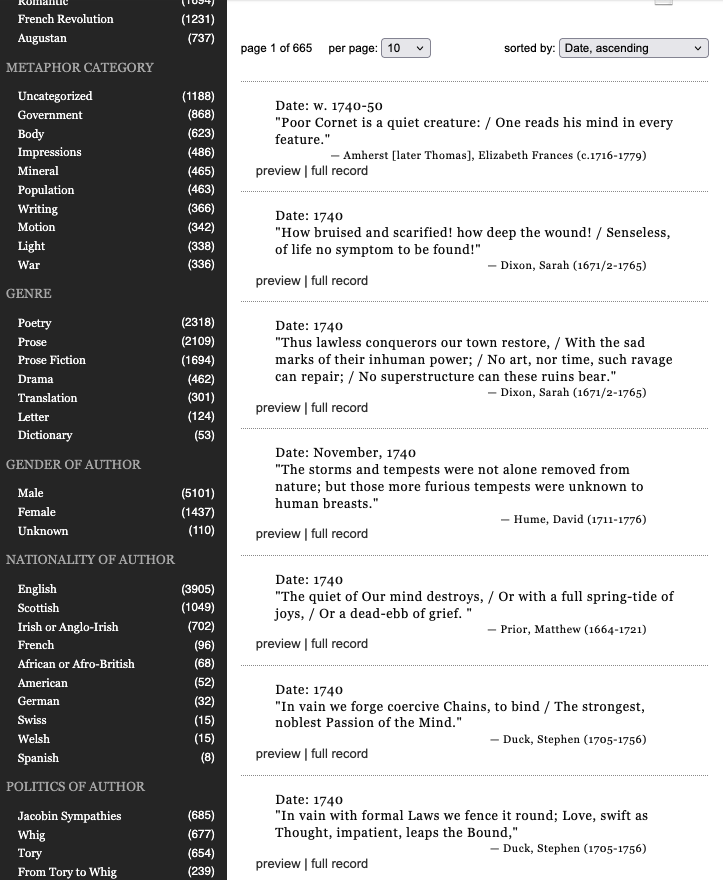 Romantic (1694)
French Revolution (1231)
Augustan (737)
METAPHOR CATEGORY
Uncategorized (1188)
Government (868)
Body (623)
Impressions (486)
Mineral (465)
Population (463)
Writing (366)
Motion (342)
Light (338)
War (336)
GENRE
Poetry (2318)
Prose (2109)
Prose Fiction (1694)
Drama (462)
Translation (301)
Letter (124)
Dictionary (53)
GENDER OF AUTHOR
Male (5101)
Female (1437)
Unknown (110)
NATIONALITY OF AUTHOR
English (3905)
Scottish (1049)
Irish or Anglo-Irish (702)
French (96)
African or Afro-British (68)
American (52)
German (32)
Swiss (15)
Welsh (15)
Spanish (8)
POLITICS OF AUTHOR
Jacobin Sympathies (685)
Whig (677)
Tory (654)
From Tory to Whig (239)
page 1 of 665 per page: 10 sorted by: Date, ascending
Date: w. 1740-50
"Poor Cornet is a quiet creature: / One reads his mind in every
feature."
— Amherst [later Thomas], Elizabeth Frances (c.1716-1779)
preview | full record
Date: 1740
"How bruised and scarified! how deep the wound! / Senseless,
of life no symptom to be found!"
— Dixon, Sarah (1671/2-1765)
preview | full record
Date: 1740
"Thus lawless conquerors our town restore, / With the sad
marks of their inhuman power; / No art, nor time, such ravage
can repair; / No superstructure can these ruins bear."
— Dixon, Sarah (1671/2-1765)
preview | full record
Date: November, 1740
"The storms and tempests were not alone removed from
nature; but those more furious tempests were unknown to
human breasts."
— Hume, David (1711-1776)
preview | full record
Date: 1740
"The quiet of Our mind destroys, / Or with a full spring-tide of
joys, / Or a dead-ebb of grief. "
— Prior, Matthew (1664-1721)
preview | full record
Date: 1740
"In vain we forge coercive Chains, to bind / The strongest,
noblest Passion of the Mind."
— Duck, Stephen (1705-1756)
preview | full record
Date: 1740
"In vain with formal Laws we fence it round; Love, swift as
Thought, impatient, leaps the Bound,"
— Duck, Stephen (1705-1756)
preview | full record